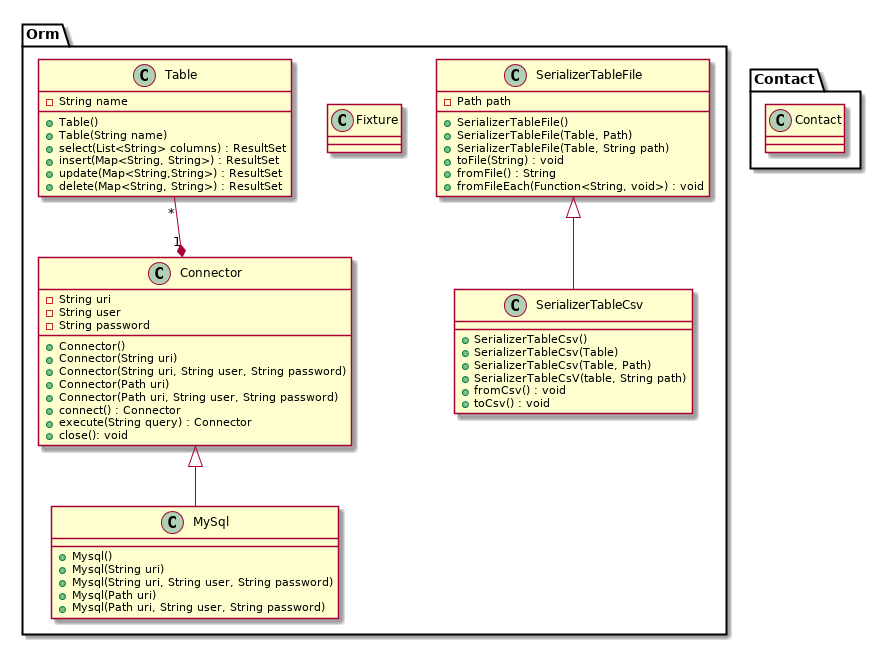 Orm
C Table
String name
Table()
Table(String name)
select(List<String> columns) : ResultSet
insert(Map<String, String>) : ResultSet
update(Map<String,String>) : ResultSet
delete(Map<String, String>) : ResultSet
C Fixture
C SerializerTableFile
Path path
SerializerTableFile()
SerializerTableFile(Table, Path)
SerializerTableFile(Table, String path)
toFile(String) : void
fromFile() : String
fromFileEach(Function<String, void>) : void
Contact
C Contact
*
1
C Connector
String uri
String user
String password
Connector()
Connector(String uri)
Connector(String uri, String user, String password)
Connector(Path uri)
Connector(Path uri, String user, String password)
connect() : Connector
execute(String query) : Connector
close(): void
C SerializerTableCsv
SerializerTableCsv()
SerializerTableCsv(Table)
SerializerTableCsv(Table, Path)
SerializerTableCsV(table, String path)
fromCsv() : void
toCsv() : void
C MySql
Mysql()
Mysql(String uri)
Mysql(String uri, String user, String password)
Mysql(Path uri)
Mysql(Path uri, String user, String password)